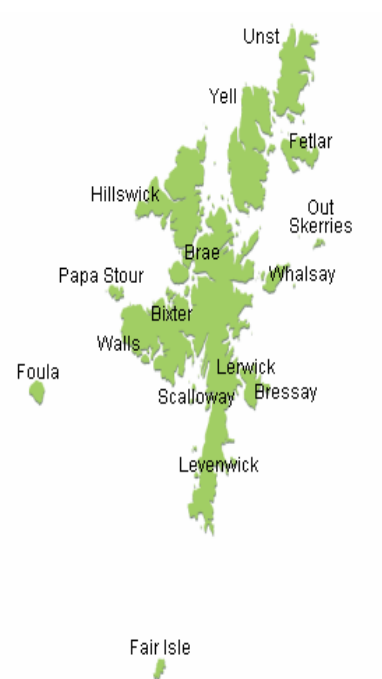 Unst
Yell
Fetlar
Hillswick
Out
Skerries
Brae
Papa Stour
Whalsay
Bixter
Walls
Foula
Lerwick
Scalloway
Bressay
Levenwick
Fair Isle